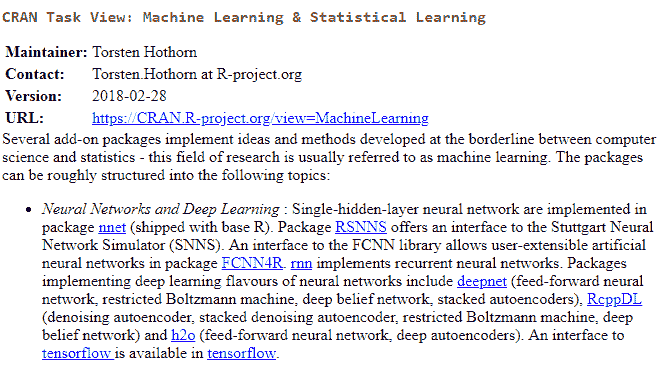 CRAN Task View: Machine Learning & Statistical Learning
Maintainer: Torsten Hothorn
Contact: Torsten.Hothorn at R-project.org
Version: 2018-02-28
URL: https://CRAN.R-project.org/view=MachineLearning
Several add-on packages implement ideas and methods developed at the borderline between computer
science and statistics - this field of research is usually referred to as machine learning. The packages
can be roughly structured into the following topics:
• Neural Networks and Deep Learning : Single-hidden-layer neural network are implemented in
package nnet (shipped with base R). Package RSNNS offers an interface to the Stuttgart Neural
Network Simulator (SNNS). An interface to the FCNN library allows user-extensible artificial
neural networks in package FCNN4R. rnn implements recurrent neural networks. Packages
implementing deep learning flavours of neural networks include deepnet (feed-forward neural
network, restricted Boltzmann machine, deep belief network, stacked autoencoders), RcppDL
(denoising autoencoder, stacked denoising autoencoder, restricted Boltzmann machine, deep
belief network) and h2o (feed-forward neural network, deep autoencoders). An interface to
tensorflow is available in tensorflow.